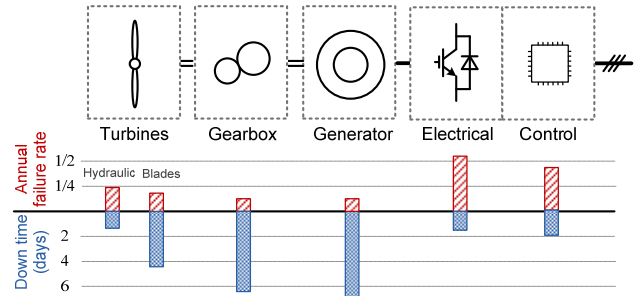 Turbines Gearbox Generator Electrical Control
Annual
failure rate
1/2
1/4
Hydraulic Blades
Down time
(days)
2
4
6